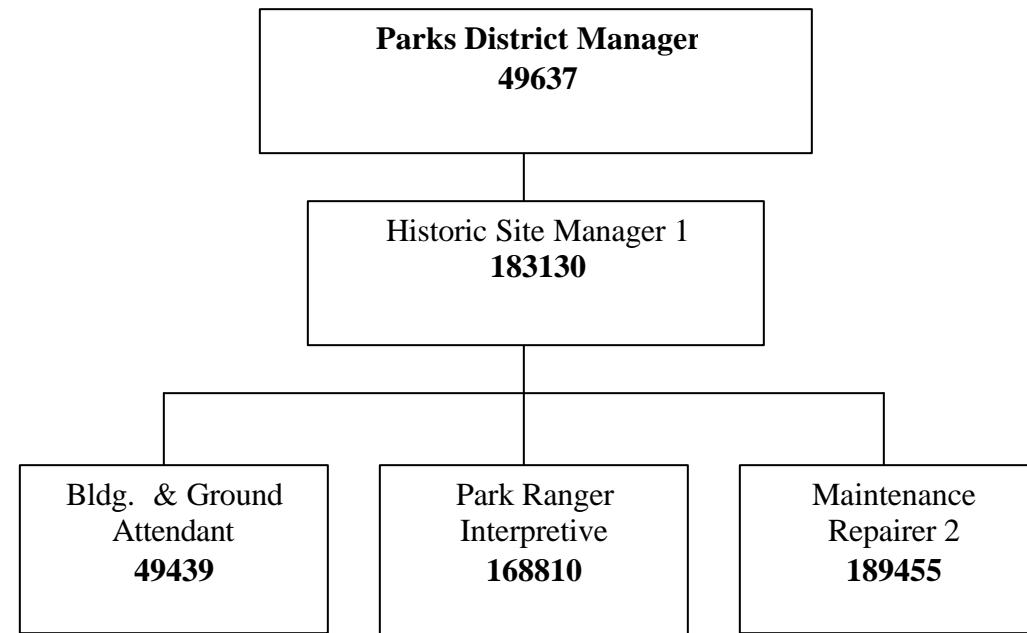 Parks District Manager
49637
Historic Site Manager 1
183130
Bldg. & Ground
Attendant
49439
Park Ranger
Interpretive
168810
Maintenance
Repairer 2
189455